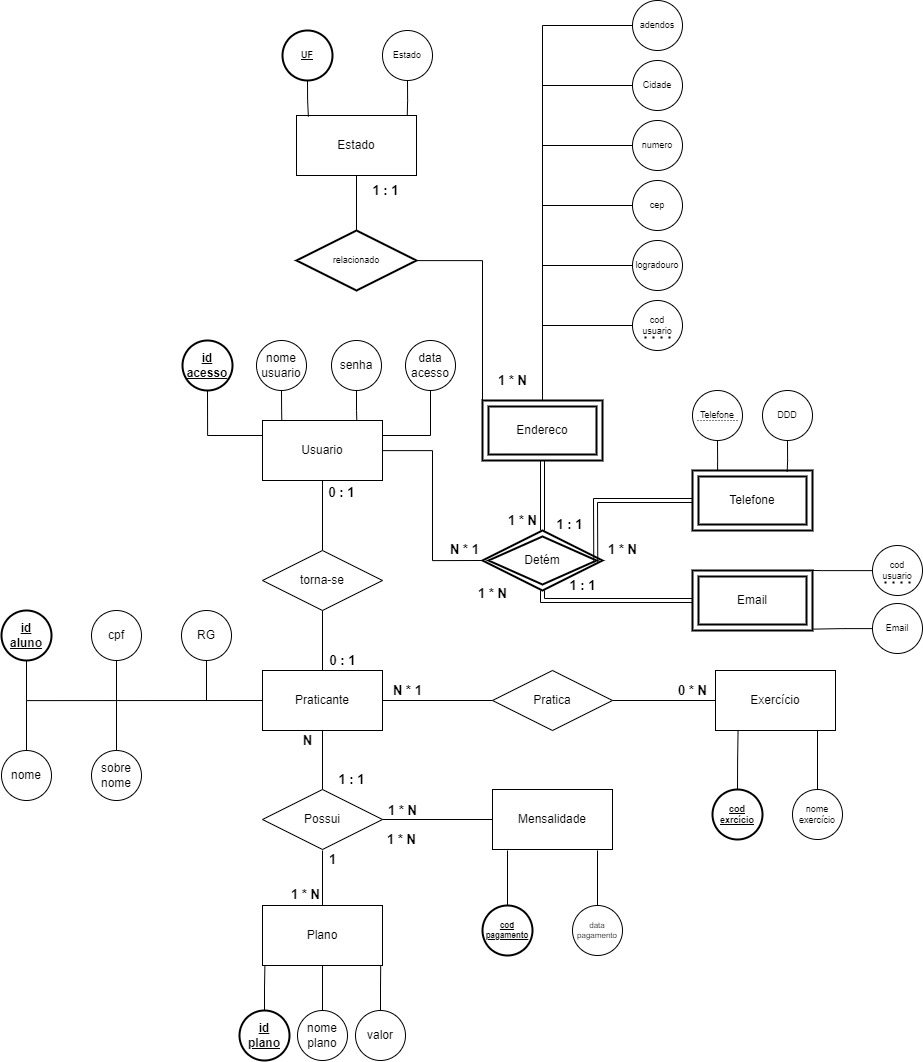 adendos
UF
Estado
Cidade
Estado
numero
1 : 1
cep
relacionado
logradouro
cod
usuario
id
acesso
nome
usuario
senha
data
acesso
1 * N
Endereco
Telefone
DDD
Usuario
0 : 1
Telefone
1 * N
1 : 1
N * 1
1 * N
Detém
torna-se
1 * N
1 : 1
Email
cod
usuario
Email
id
aluno
cpf
RG
0 : 1
Praticante
N * 1
Pratica
0 * N
Exercício
N
nome
sobre
nome
1 : 1
Possui
1 * N
1 * N
Mensalidade
cod
exrcício
nome
exercício
1
1 * N
Plano
cod
pagamento
data
pagamento
id
plano
nome
plano
valor